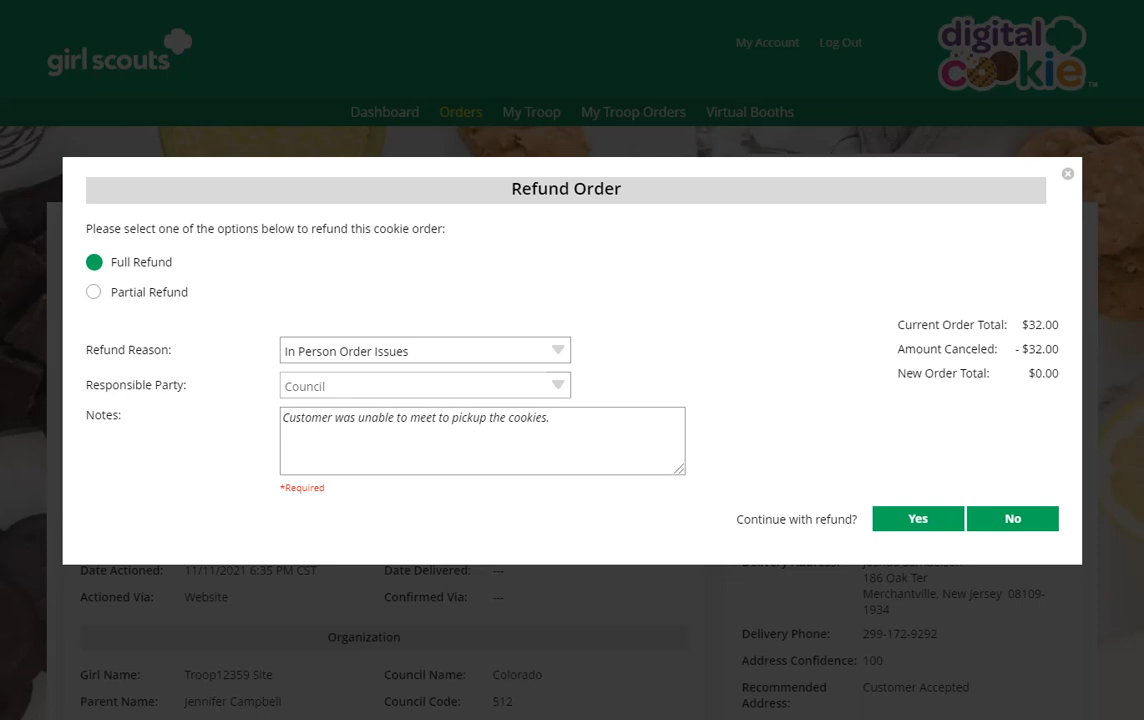 girl scouts
My Account Log Out
digital
cookie™
Dashboard Orders My Troop My Troop Orders Virtual Booths
Refund Order
Please select one of the options below to refund this cookie order:
Full Refund
Partial Refund
Current Order Total: $32.00
Refund Reason: In Person Order Issues
Amount Canceled: - $32.00
New Order Total: $0.00
Responsible Party: Council
Notes: Customer was unable to meet to pickup the cookies.
*Required
Continue with refund? Yes No
Date Actioned: 11/11/2021 6:35 PM CST Date Delivered: ---
186 Oak Ter
Actioned Via: Website Confirmed Via: ---
Merchantville, New Jersey 08109-
1934
Organization
Delivery Phone: 299-172-9292
Address Confidence: 100
Girl Name: Troop12359 Site Council Name: Colorado
Recommended Address: Customer Accepted
Parent Name: Jennifer Campbell Council Code: 512